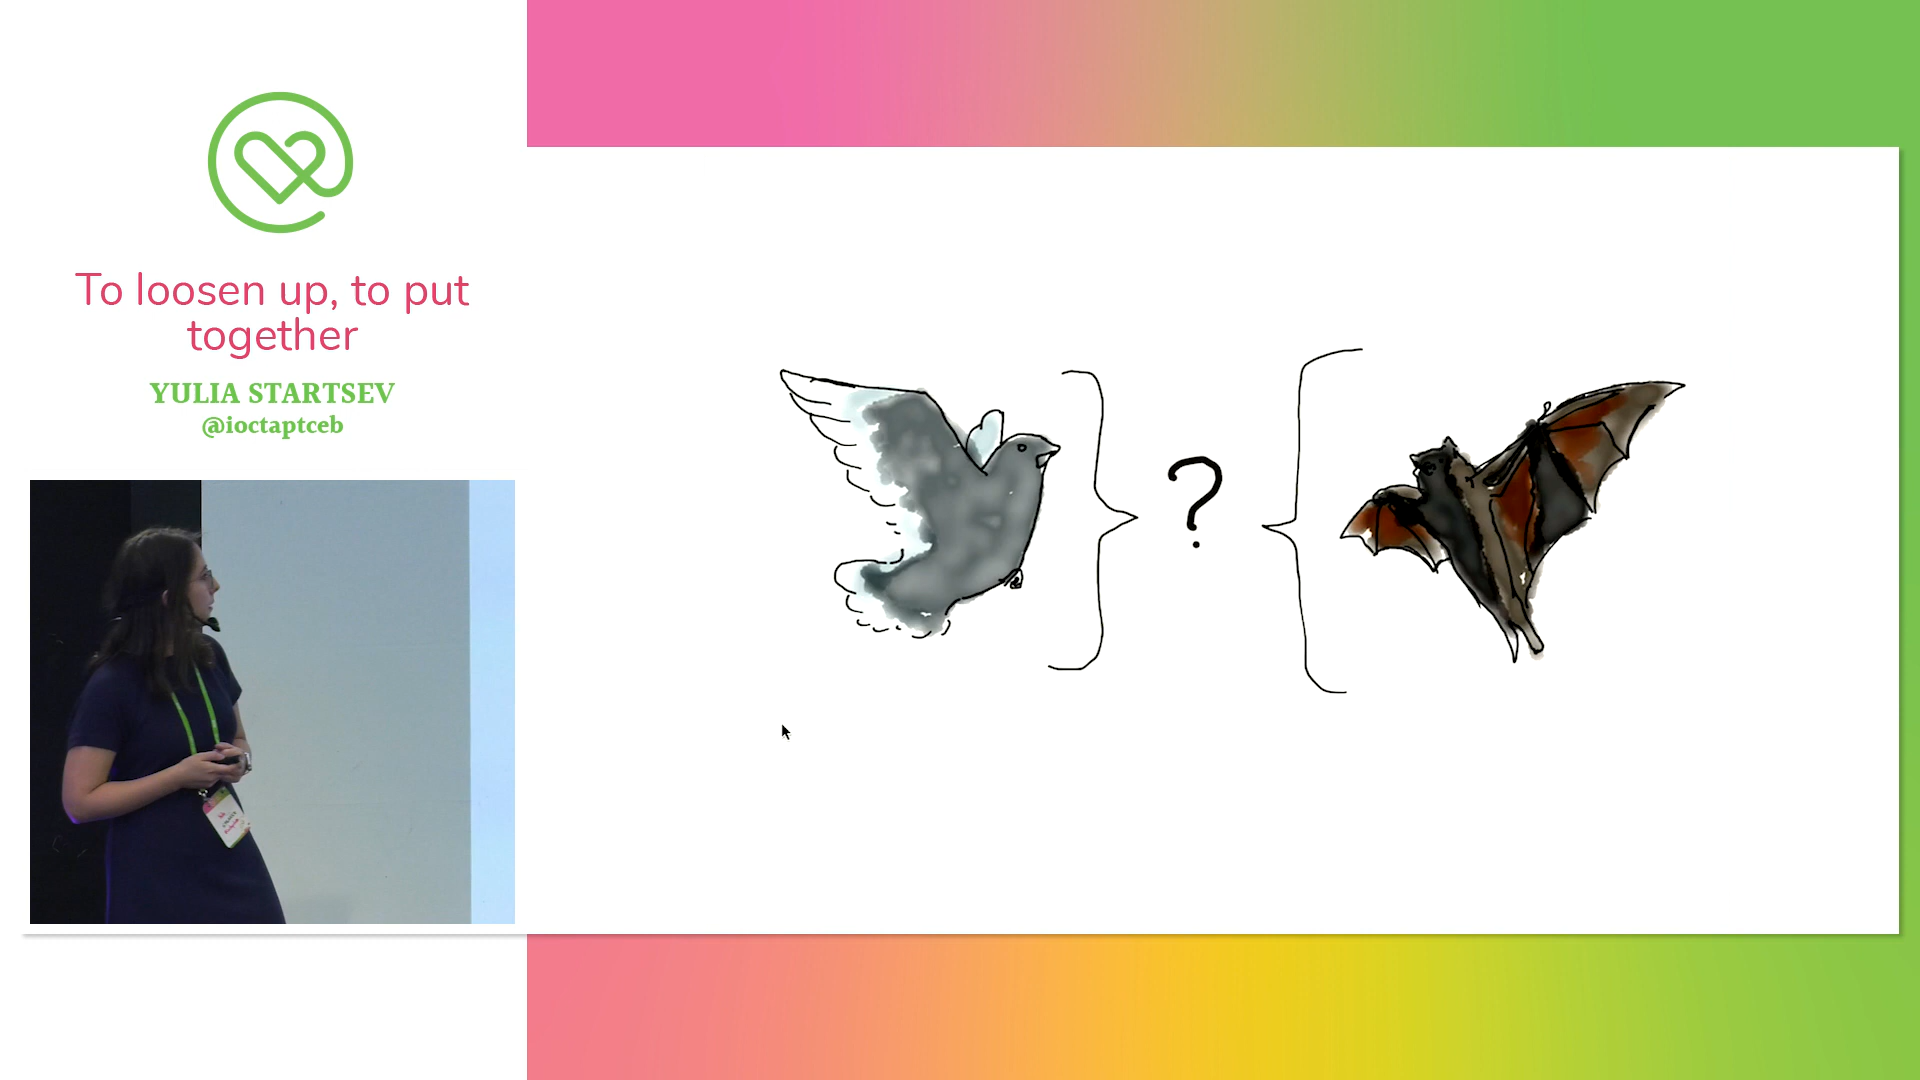 To loosen up, to put
together
YULIA STARTSEV
@ioctaptceb
?